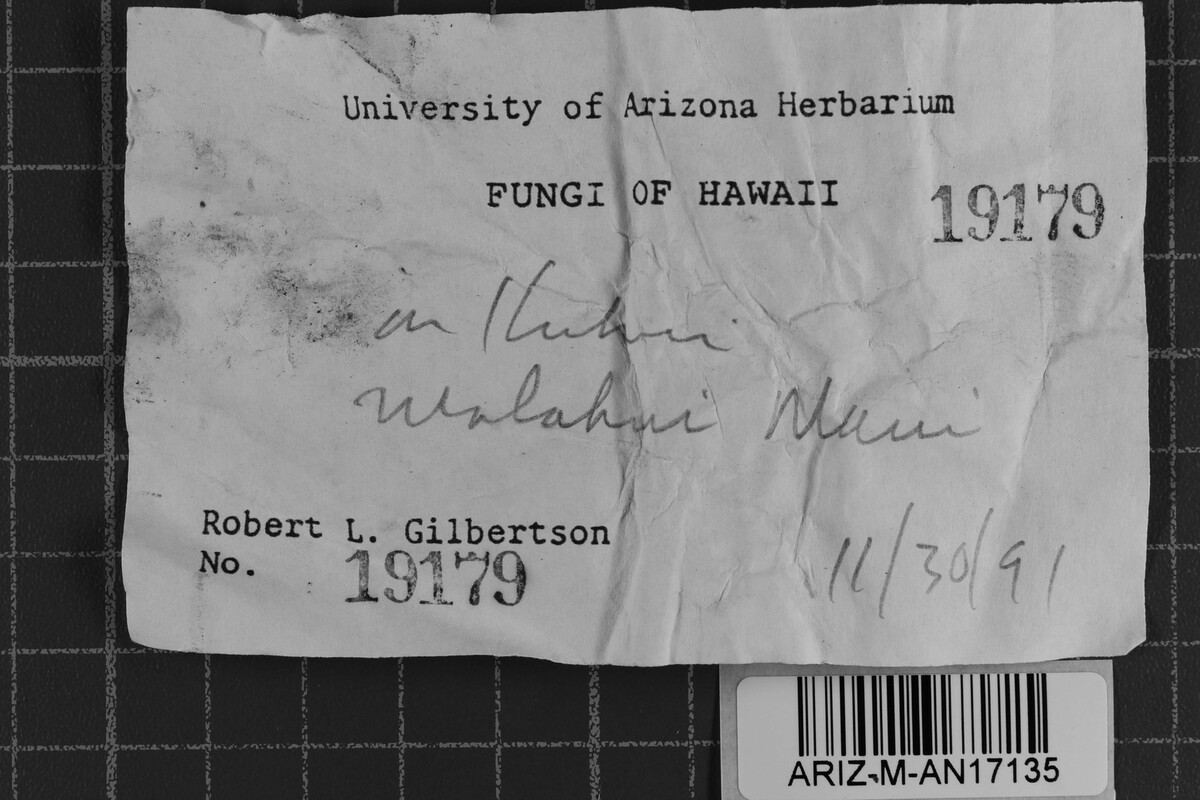 University of Arizona Herbarium
FUNGI OF HAWAII 19179
on Kukui
Maui
Robert L. Gilbertson
No. 19179
11/30/91
ARIZ-M-AN17135